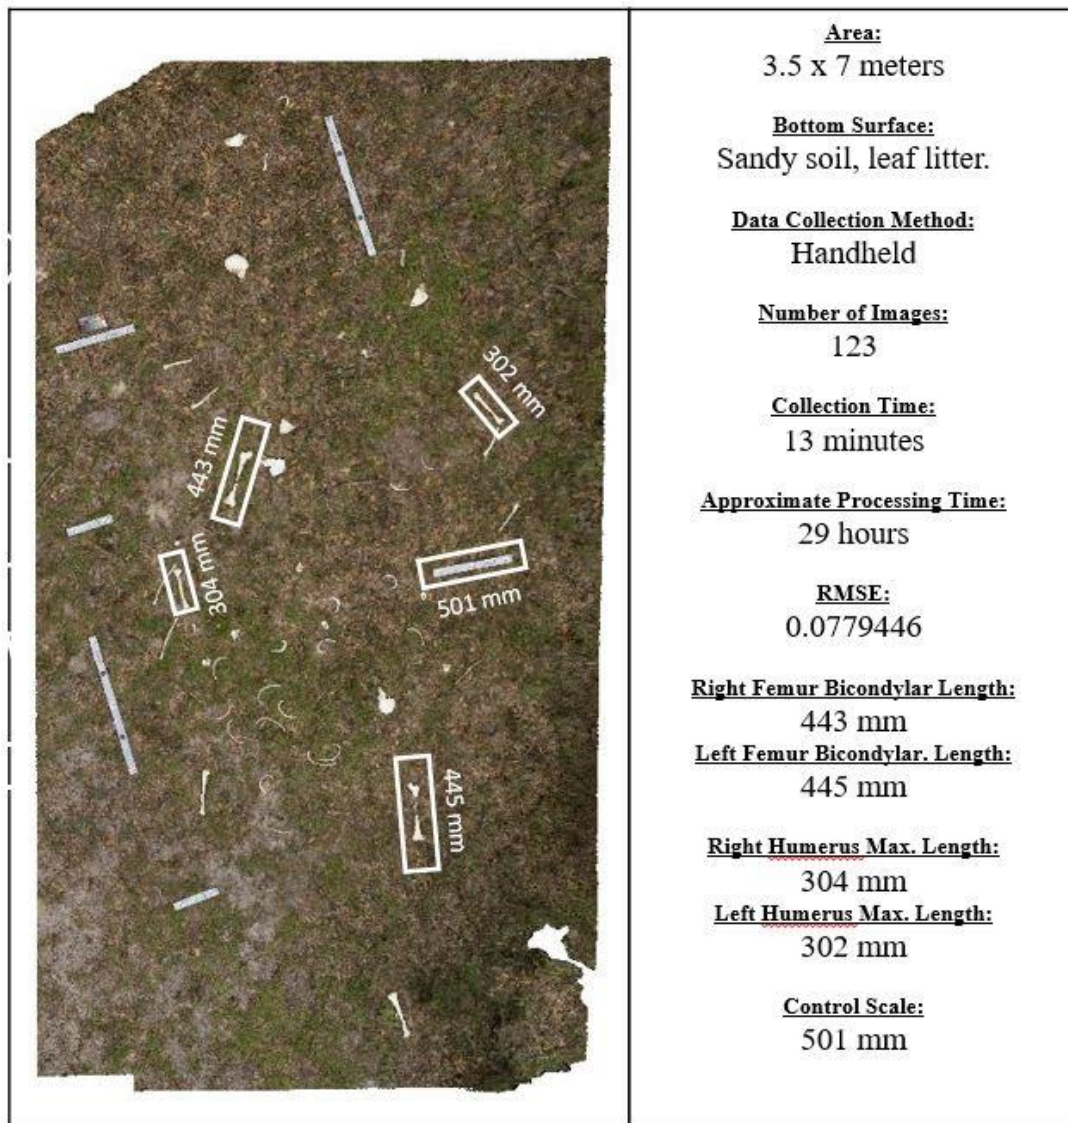 302 mm
443 mm
304 mm
501 mm
445 mm
Area:
3.5 x 7 meters
Bottom Surface:
Sandy soil, leaf litter.
Data Collection Method:
Handheld
Number of Images:
123
Collection Time:
13 minutes
Approximate Processing Time:
29 hours
RMSE:
0.0779446
Right Femur Bicondylar Length:
443 mm
Left Femur Bicondylar. Length:
445 mm
Right Humerus Max. Length:
304 mm
Left Humerus Max. Length:
302 mm
Control Scale:
501 mm